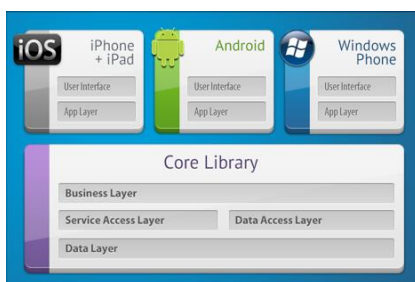 iOS
iPhone
+ iPad
User Interface
App Layer
Android
User Interface
App Layer
Windows
Phone
User Interface
App Layer
Core Library
Business Layer
Service Access Layer
Data Access Layer
Data Layer